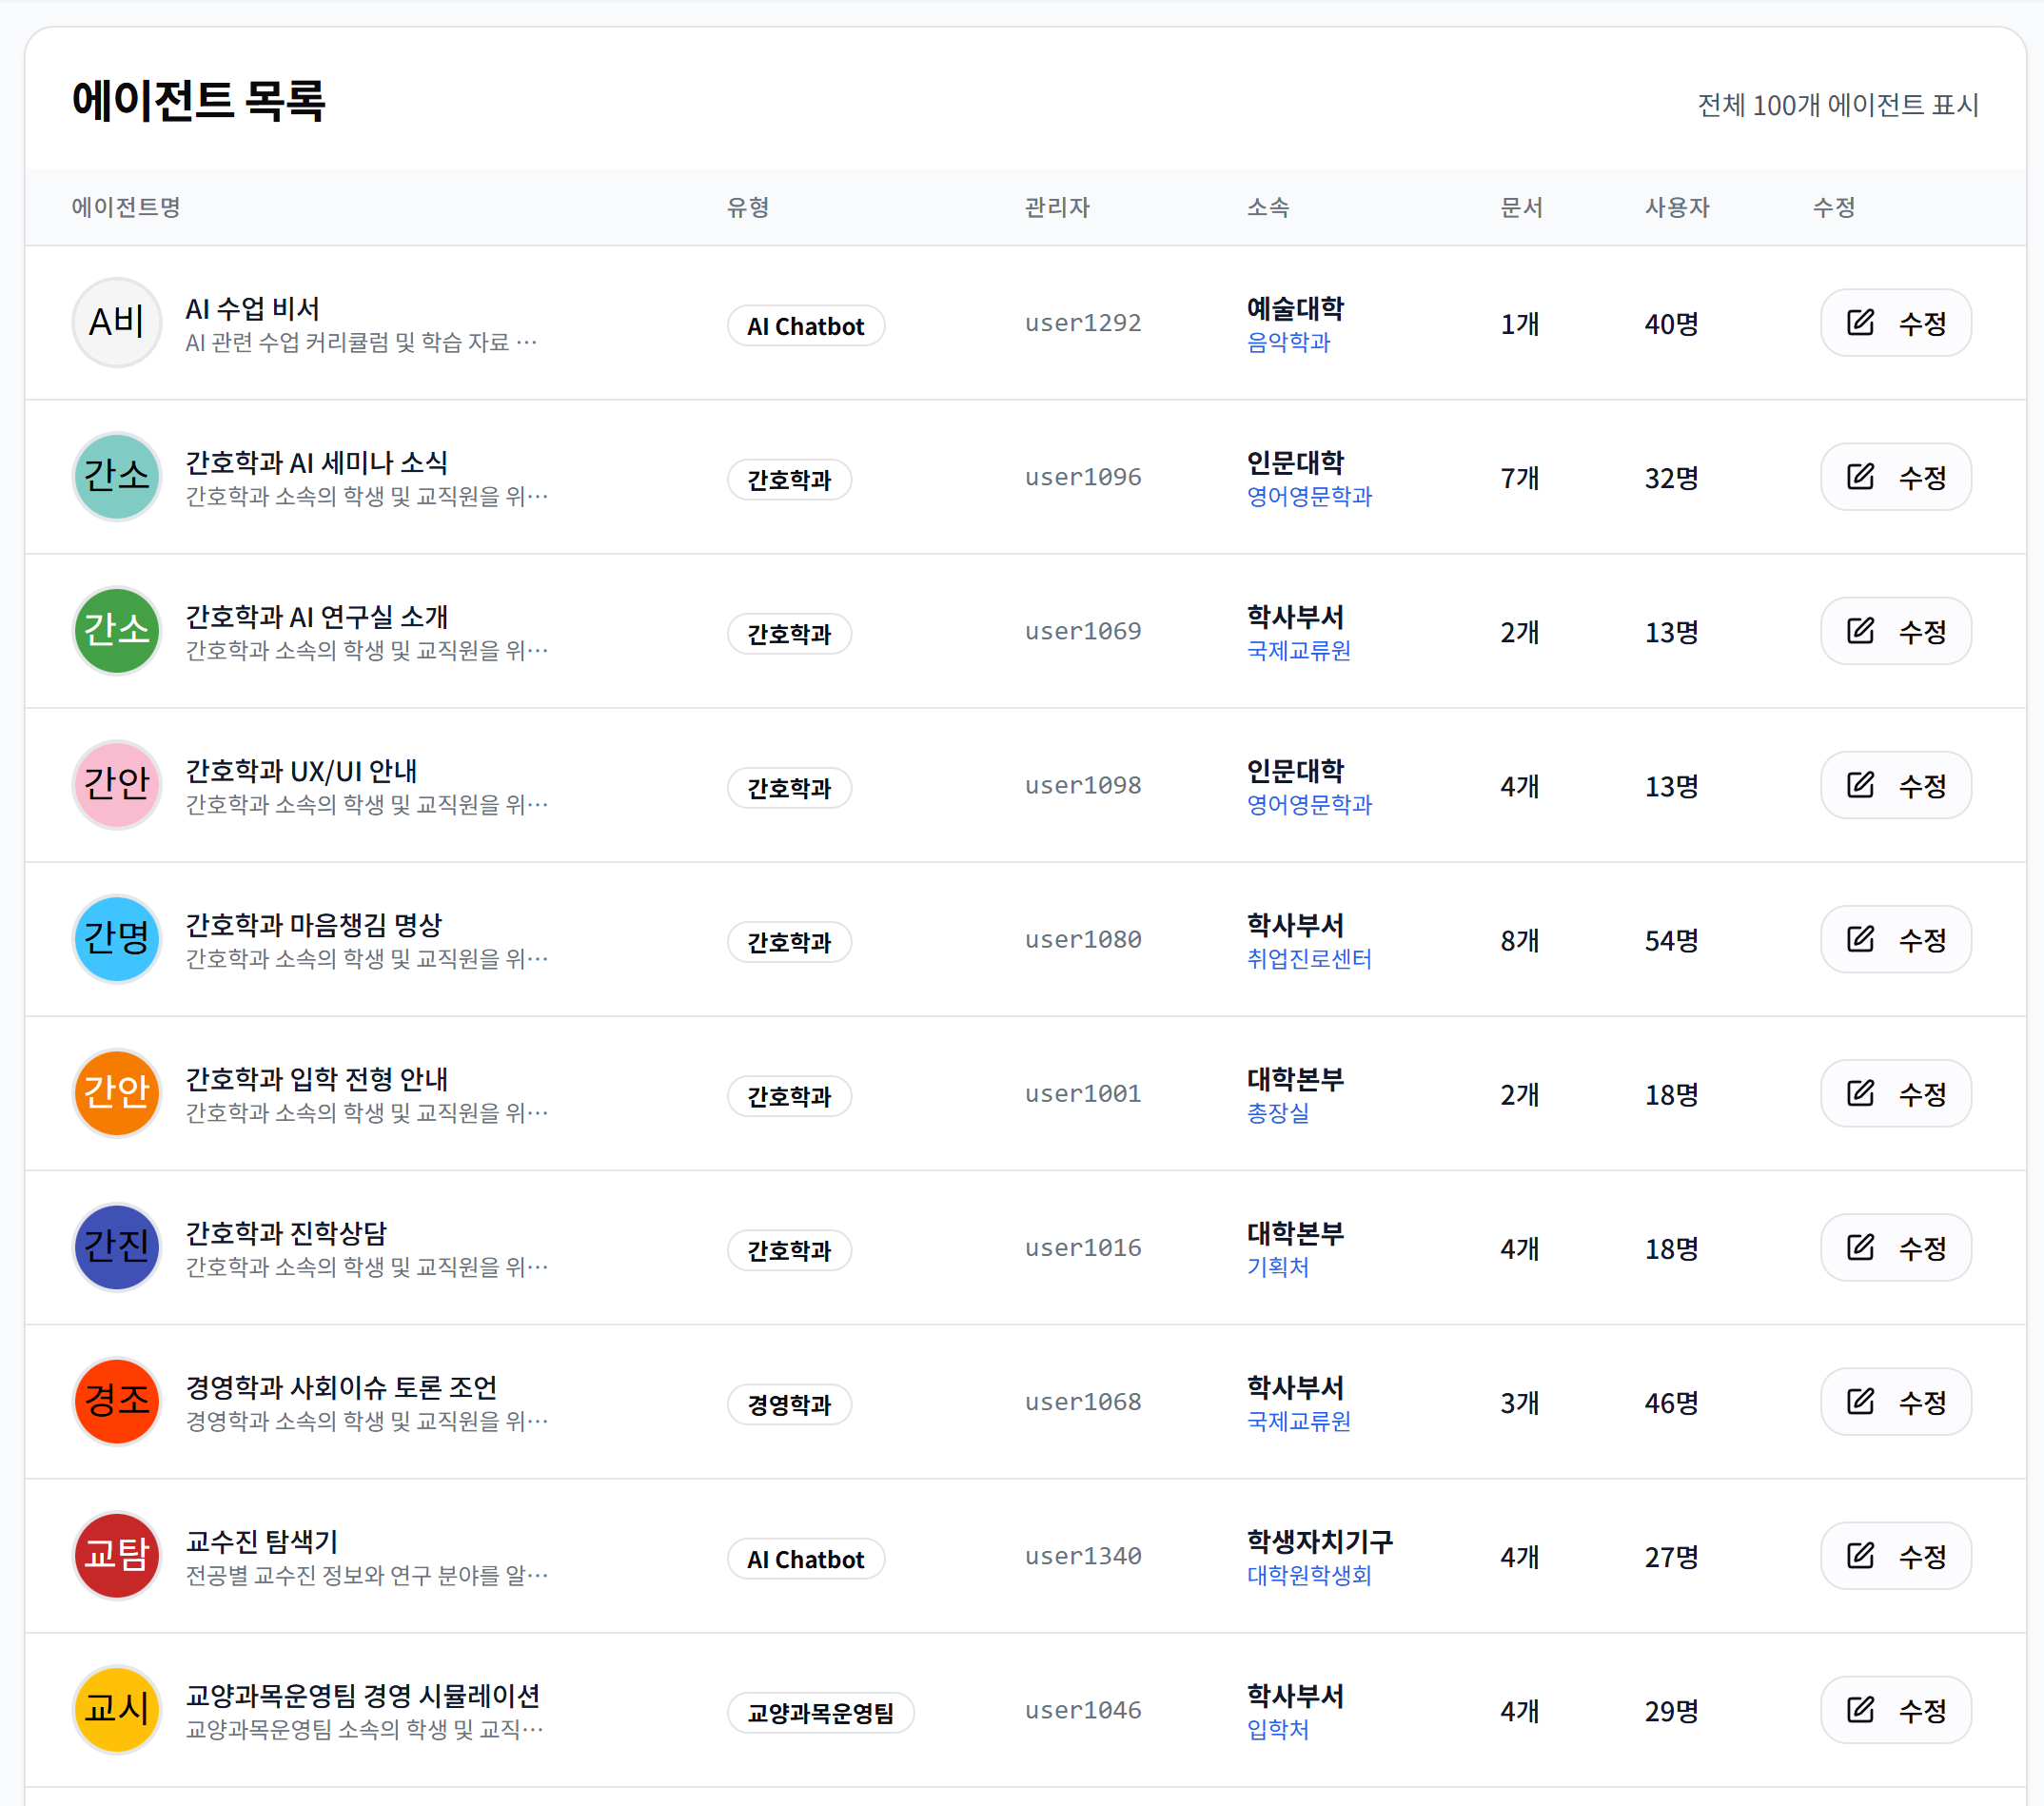 에이전트 목록
전체 100개 에이전트 표시
에이전트명 유형 관리자 소속 문서 사용자 수정
A비 AI 수업 비서 AI Chatbot user1292 예술대학 1개 40명 수정
AI 관련 수업 커리큘럼 및 학습 자료 ··· 음악학과
간소 간호학과 AI 세미나 소식 간호학과 user1096 인문대학 7개 32명 수정
간호학과 소속의 학생 및 교직원을 위··· 영어영문학과
간소 간호학과 AI 연구실 소개 간호학과 user1069 학사부서 2개 13명 수정
간호학과 소속의 학생 및 교직원을 위··· 국제교류원
간안 간호학과 UX/UI 안내 간호학과 user1098 인문대학 4개 13명 수정
간호학과 소속의 학생 및 교직원을 위··· 영어영문학과
간명 간호학과 마음챙김 명상 간호학과 user1080 학사부서 8개 54명 수정
간호학과 소속의 학생 및 교직원을 위··· 취업진로센터
간안 간호학과 입학 전형 안내 간호학과 user1001 대학본부 2개 18명 수정
간호학과 소속의 학생 및 교직원을 위··· 총장실
간진 간호학과 진학상담 간호학과 user1016 대학본부 4개 18명 수정
간호학과 소속의 학생 및 교직원을 위··· 기획처
경조 경영학과 사회이슈 토론 조언 경영학과 user1068 학사부서 3개 46명 수정
경영학과 소속의 학생 및 교직원을 위··· 국제교류원
교탐 교수진 탐색기 AI Chatbot user1340 학생자치기구 4개 27명 수정
전공별 교수진 정보와 연구 분야를 알··· 대학원학생회
교시 교양과목운영팀 경영 시뮬레이션 교양과목운영팀 user1046 학사부서 4개 29명 수정
교양과목운영팀 소속의 학생 및 교직··· 입학처